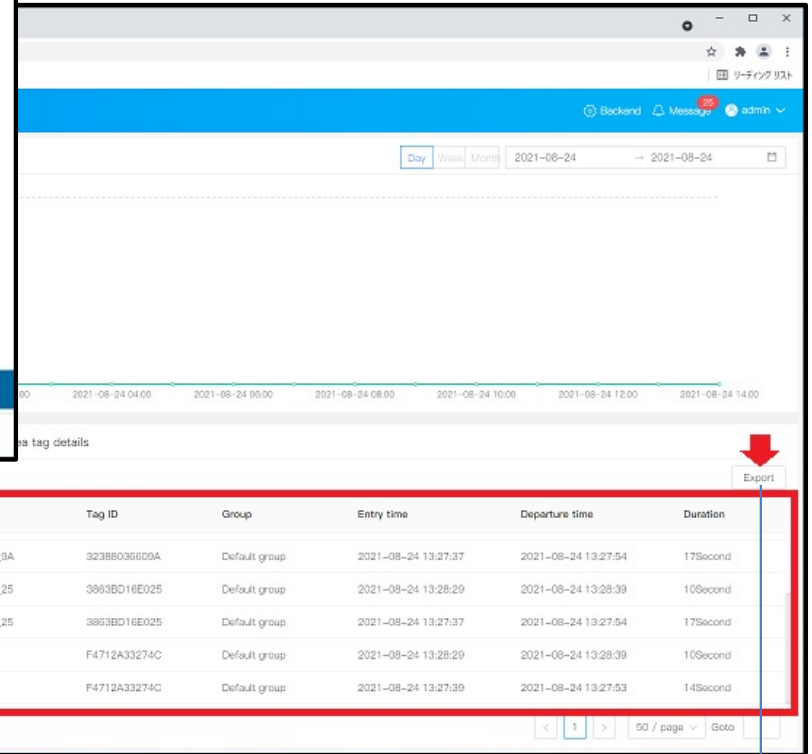 リーディング リスト
Backend Message 25 admin
Day Week Month 2021-08-24 → 2021-08-24
:00 2021-08-24 04:00 2021-08-24 06:00 2021-08-24 08:00 2021-08-24 10:00 2021-08-24 12:00 2021-08-24 14:00
ea tag details
Export
Tag ID Group Entry time Departure time Duration
9A 32388036609A Default group 2021-08-24 13:27:37 2021-08-24 13:27:54 17Second
25 3863BD16E025 Default group 2021-08-24 13:28:29 2021-08-24 13:28:39 10Second
25 3863BD16E025 Default group 2021-08-24 13:27:37 2021-08-24 13:27:54 17Second
F4712A33274C Default group 2021-08-24 13:28:29 2021-08-24 13:28:39 10Second
F4712A33274C Default group 2021-08-24 13:27:39 2021-08-24 13:27:53 14Second
< 1 > 50 / page Goto